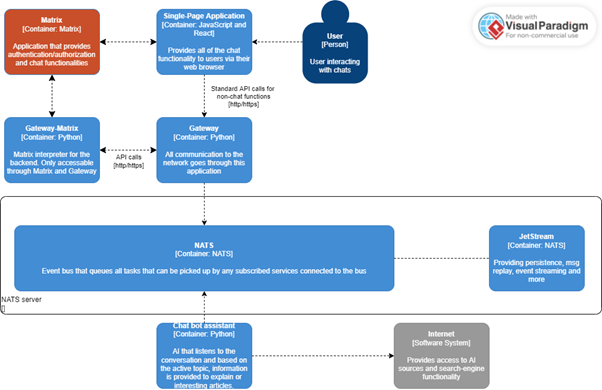 Matrix
[Container: Matrix]
Application that provides
authentication/authorization
and chat functionalities
Single-Page Application
[Container: JavaScript and
React]
Provides all of the chat
functionality to users via their
web browser
User
[Person]
User interacting
with chats
Made with
Visual Paradigm
For non-commercial use
Standard API calls for
non-chat functions
[http/https]
Gateway-Matrix
[Container: Python]
Matrix interpreter for the
backend. Only accessable
through Matrix and Gateway
API calls
[http/https]
Gateway
[Container: Python]
All communication to the
network goes through this
application
NATS
[Container: NATS]
Event bus that queues all tasks that can be picked up by any subscribed services connected to the bus
JetStream
[Container: NATS]
Providing persistence, msg
replay, event streaming and
more
NATS server
[]
Chat bot assistant
[Container: Python]
AI that listens to the
conversation and based on
the active topic, information
is provided to explain or
interesting articles.
Internet
[Software System]
Provides access to AI
sources and search-engine
functionality